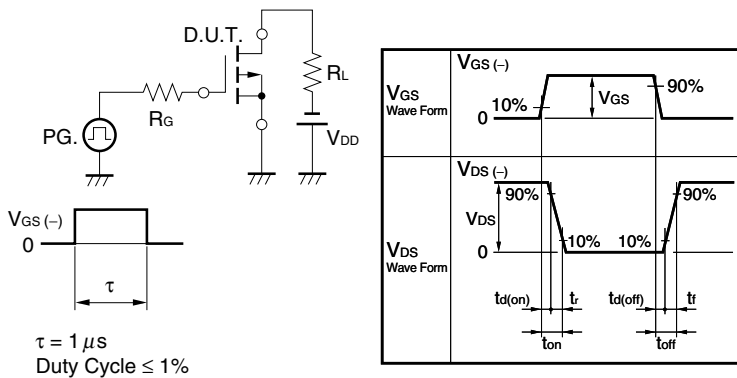 D.U.T.
RL
RG
PG.
VDD
VGS (−)
0
τ
τ = 1 μs
Duty Cycle ≤ 1%
VGS
Wave Form
VGS (−)
10%
VGS
90%
0
VDS
Wave Form
VDS (−)
90%
VDS
10%
10%
90%
0
td(on)
tr
td(off)
tf
ton
toff